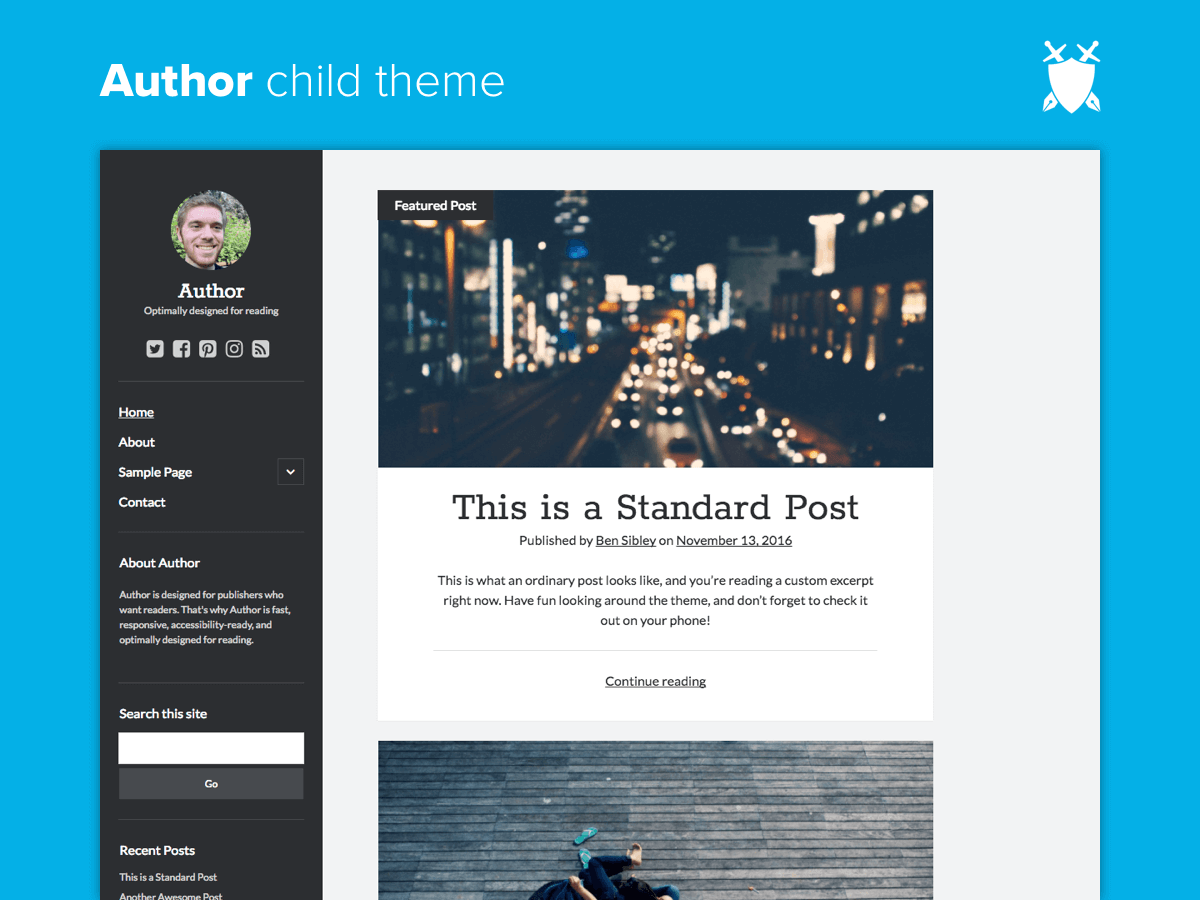 Author child theme
Author
Optimally designed for reading
Home
About
Sample Page
Contact
About Author
Author is designed for publishers who
want readers. That's why Author is fast,
responsive, accessibility-ready, and
optimally designed for reading.
Search this site
Go
Recent Posts
This is a Standard Post
Another Awesome Post
Featured Post
This is a Standard Post
Published by Ben Sibley on November 13, 2016
This is what an ordinary post looks like, and you’re reading a custom excerpt
right now. Have fun looking around the theme, and don’t forget to check it
out on your phone!
Continue reading